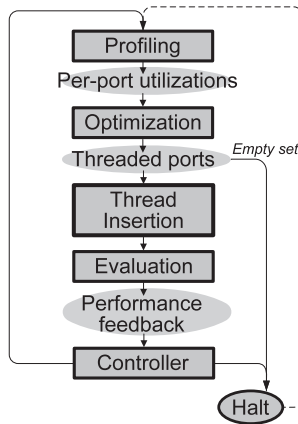 Profiling
Per-port utilizations
Optimization
Empty set
Threaded ports
Thread
Insertion
Evaluation
Performance
feedback
Controller
Halt